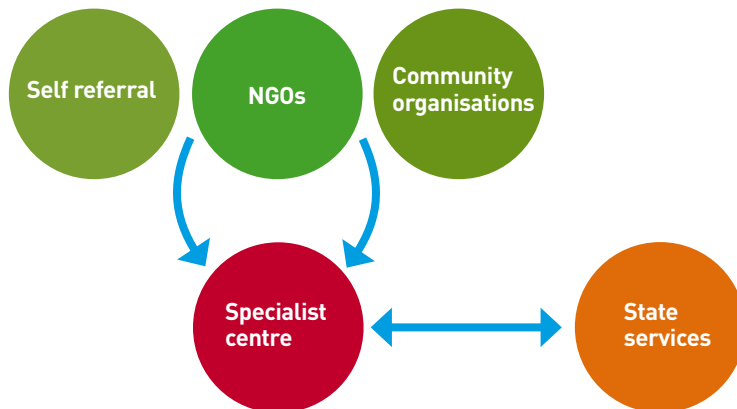 Self referral
NGOs
Community
organisations
Specialist
centre
State
services